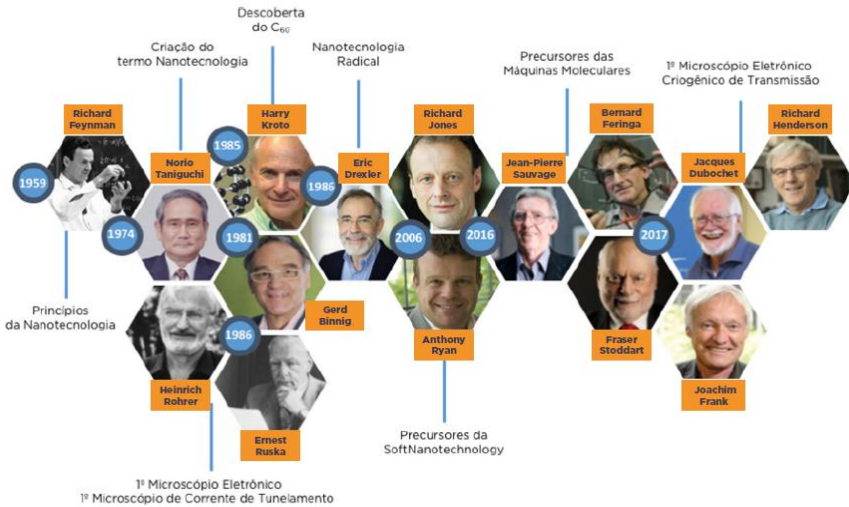 Descoberta
do C₆₀
Criação do
termo Nanotecnologia
Nanotecnologia
Radical
Precursores das
Máquinas Moleculares
1º Microscópio Eletrônico
Criogênico de Transmissão
Richard
Feynman
Harry
Kroto
Richard
Jones
Bernard
Feringa
Richard
Henderson
1959
Norio
Taniguchi
1985
Eric
Drexler
Jean-Pierre
Sauvage
Jacques
Dubochet
1986
1974
1981
2006
2016
2017
Princípios
da Nanotecnologia
Gerd
Binnig
1986
Anthony
Ryan
Fraser
Stoddart
Heinrich
Rohrer
Joachim
Frank
Ernest
Ruska
Precursores da
SoftNanotechnology
1º Microscópio Eletrônico
1º Microscópio de Corrente de Tunelamento